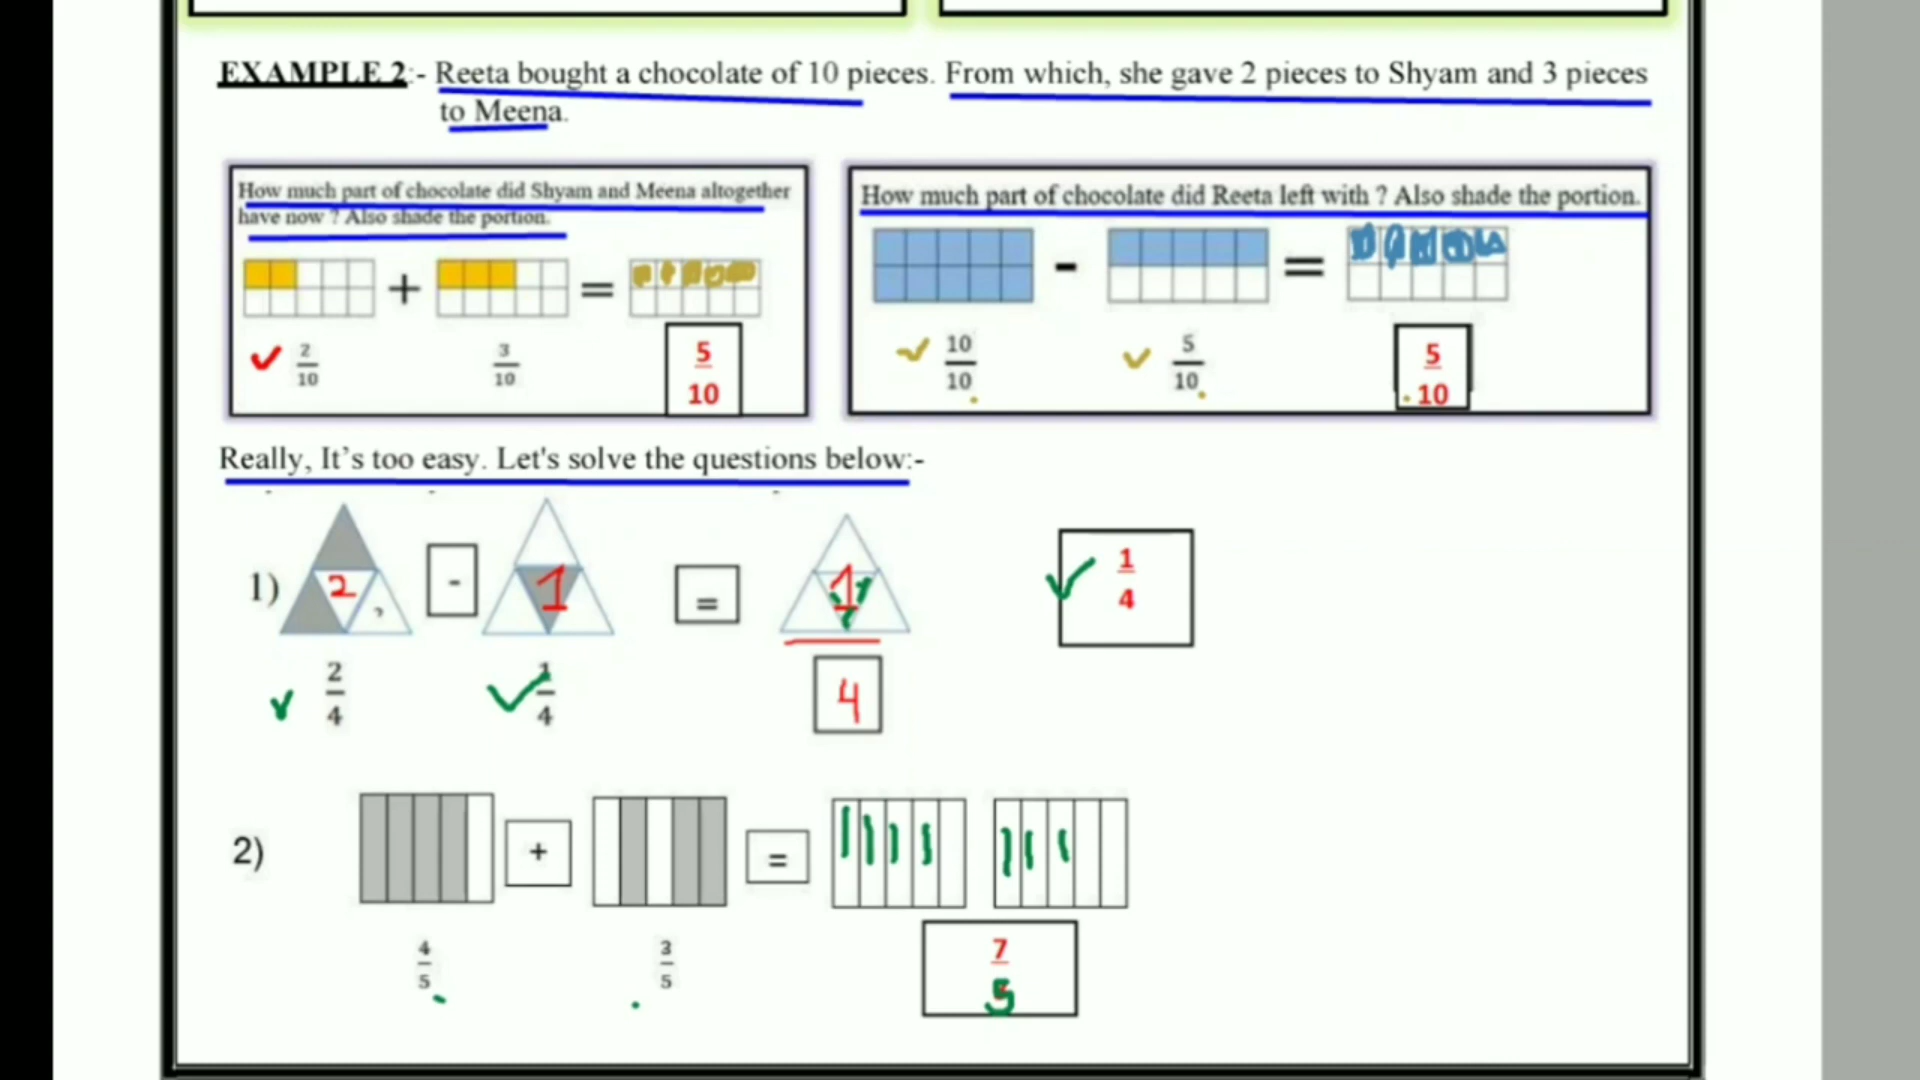 EXAMPLE 2:- Reeta bought a chocolate of 10 pieces. From which, she gave 2 pieces to Shyam and 3 pieces
to Meena.
How much part of chocolate did Shyam and Meena altogether
have now ? Also shade the portion.
+ =
2/10 3/10 5/10
How much part of chocolate did Reeta left with ? Also shade the portion.
- =
10/10 5/10 5/10
Really, It's too easy. Let's solve the questions below:-
1) 2 - 1 = 1
2/4 1/4 4
1/4
2) + =
4/5 3/5 7/5